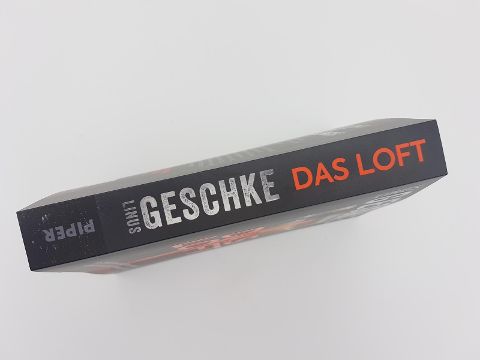 PIPER
LINUS
GESCHKE
DAS LOFT